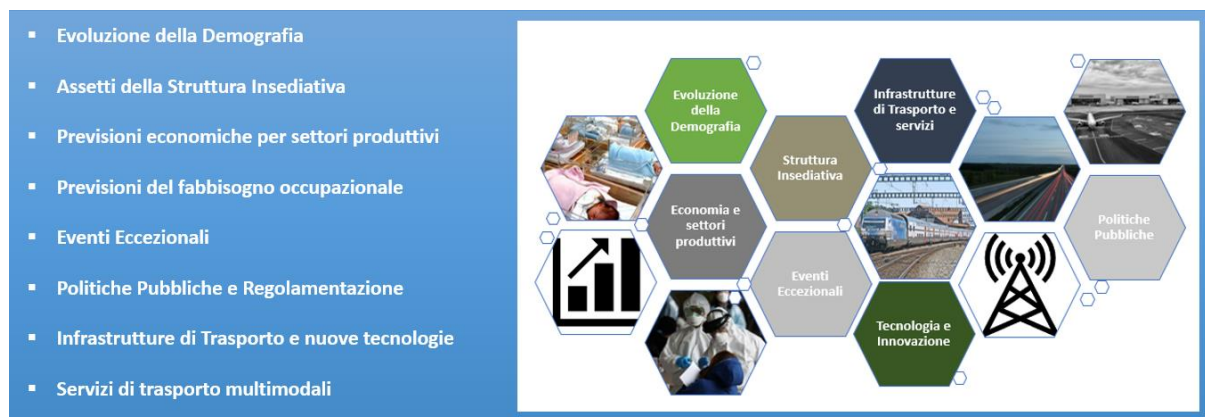 Evoluzione della Demografia
Assetti della Struttura Insediativa
Previsioni economiche per settori produttivi
Previsioni del fabbisogno occupazionale
Eventi Eccezionali
Politiche Pubbliche e Regolamentazione
Infrastrutture di Trasporto e nuove tecnologie
Servizi di trasporto multimodali
Evoluzione
della
Demografia
Infrastrutture
di Trasporto e
servizi
Struttura
Insediativa
Economia e
settori
produttivi
Politiche
Pubbliche
Eventi
Eccezionali
Tecnologia e
Innovazione